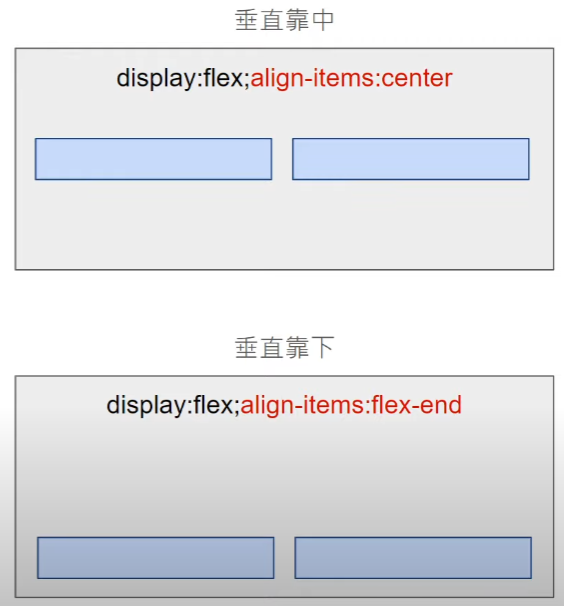 垂直靠中
display:flex;align-items:center
垂直靠下
display:flex;align-items:flex-end